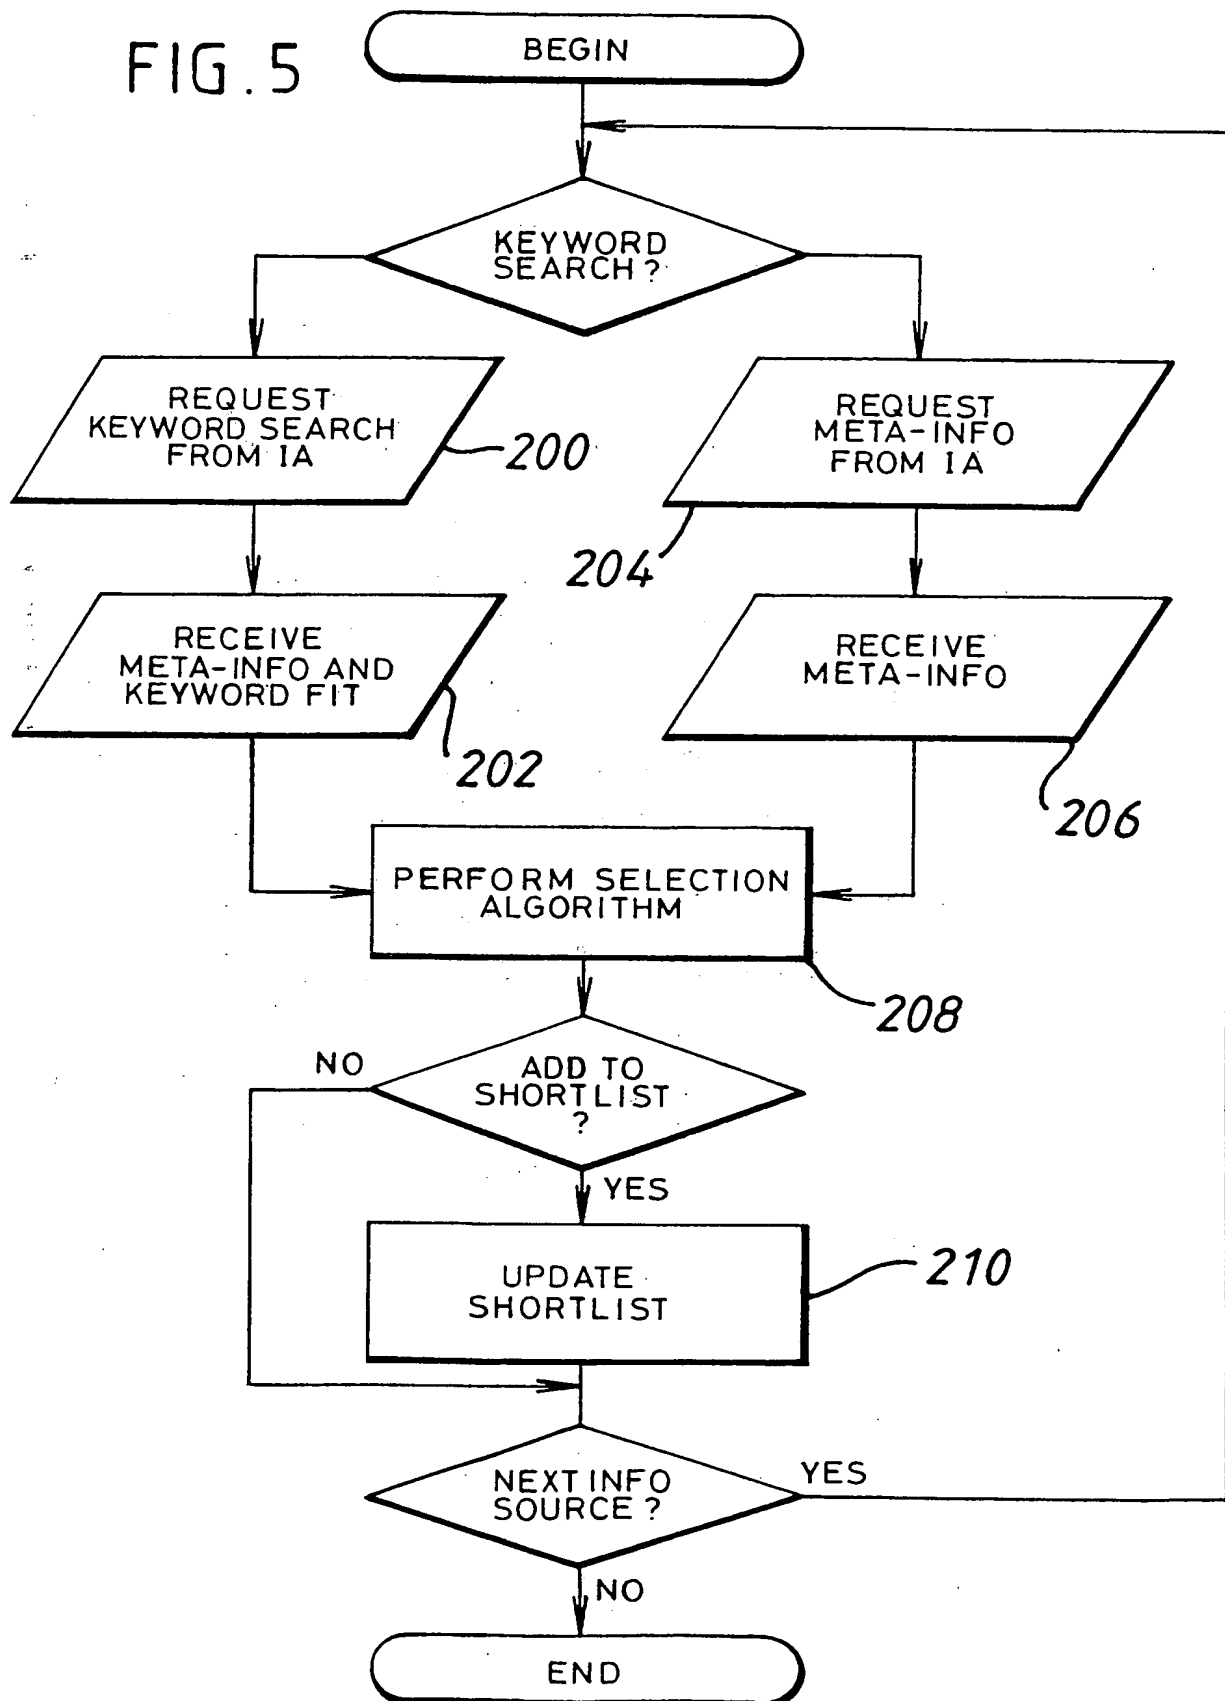 FIG. 5
BEGIN
KEYWORD
SEARCH?
REQUEST
KEYWORD SEARCH
FROM IA
200
REQUEST
META-INFO
FROM IA
204
RECEIVE
META-INFO AND
KEYWORD FIT
202
RECEIVE
META-INFO
206
PERFORM SELECTION
ALGORITHM
208
NO
ADD TO
SHORTLIST
?
YES
UPDATE
SHORTLIST
210
NEXT INFO
SOURCE?
YES
NO
END